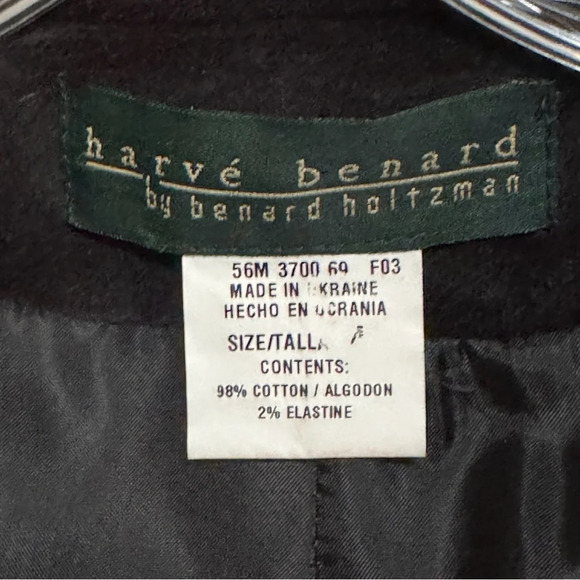 harvé benard
by benard holtzman
56M 3700 69 F03
MADE IN UKRAINE
HECHO EN UCRANIA
SIZE/TALLA
CONTENTS:
98% COTTON / ALGODON
2% ELASTINE